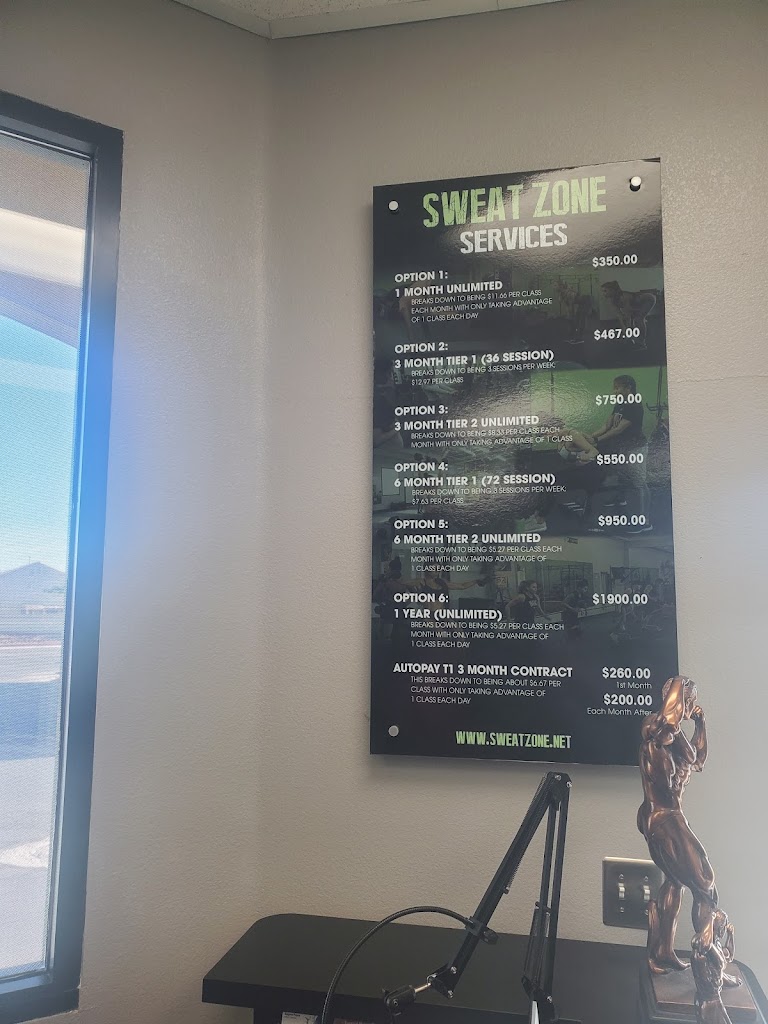 SWEAT ZONE
SERVICES
$350.00
OPTION 1:
1 MONTH UNLIMITED
BREAKS DOWN TO BEING $11.66 PER CLASS
EACH MONTH WITH ONLY TAKING ADVANTAGE
OF 1 CLASS EACH DAY
$467.00
OPTION 2:
3 MONTH TIER 1 (36 SESSION)
BREAKS DOWN TO BEING 3 SESSIONS PER WEEK:
$12.97 PER CLASS
$750.00
OPTION 3:
3 MONTH TIER 2 UNLIMITED
BREAKS DOWN TO BEING $8.33 PER CLASS EACH
MONTH WITH ONLY TAKING ADVANTAGE OF 1 CLASS
$550.00
OPTION 4:
6 MONTH TIER 1 (72 SESSION)
BREAKS DOWN TO BEING 3 SESSIONS PER WEEK:
$7.63 PER CLASS
$950.00
OPTION 5:
6 MONTH TIER 2 UNLIMITED
BREAKS DOWN TO BEING $5.27 PER CLASS EACH
MONTH WITH ONLY TAKING ADVANTAGE OF
1 CLASS EACH DAY
OPTION 6: $1900.00
1 YEAR (UNLIMITED)
BREAKS DOWN TO BEING $5.27 PER CLASS EACH
MONTH WITH ONLY TAKING ADVANTAGE OF
1 CLASS EACH DAY
AUTOPAY T1 3 MONTH CONTRACT $260.00
THIS BREAKS DOWN TO BEING ABOUT $6.67 PER 1st Month
CLASS WITH ONLY TAKING ADVANTAGE OF $200.00
1 CLASS EACH DAY Each Month After
WWW.SWEATZONE.NET